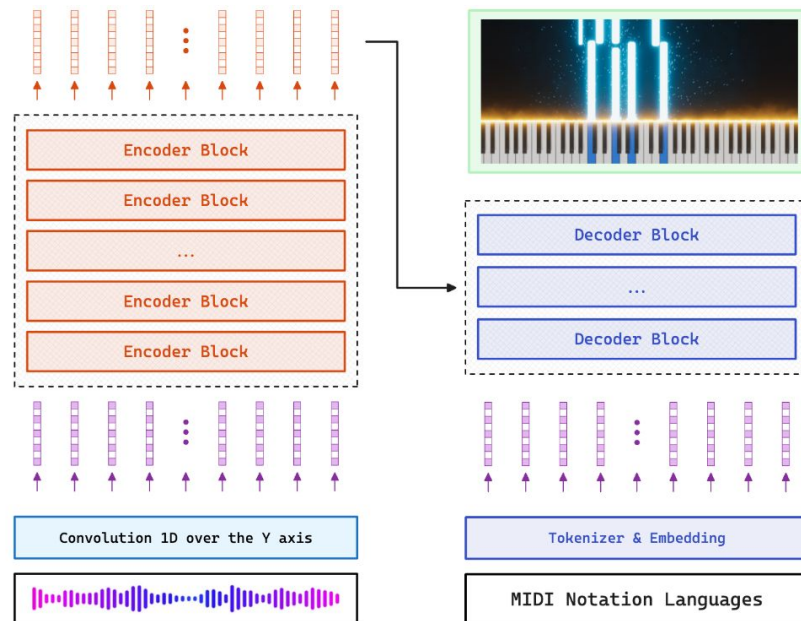 Encoder Block
Encoder Block
...
Encoder Block
Encoder Block
Convolution 1D over the Y axis
Decoder Block
...
Decoder Block
Tokenizer & Embedding
MIDI Notation Languages